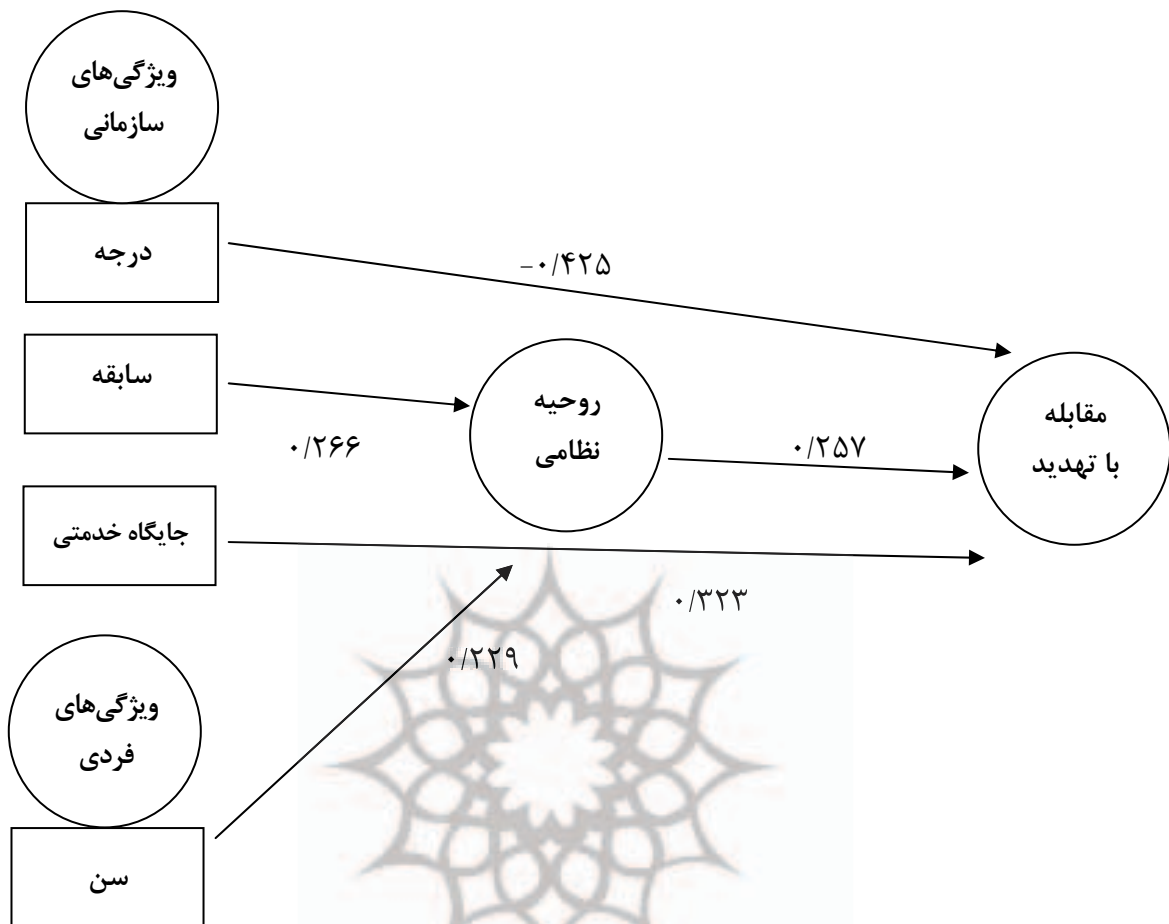 ویژگی‌های
سازمانی
درجه
-۰/۴۲۵
سابقه
۰/۲۶۶
روحیه
نظامی
۰/۲۵۷
مقابله
با تهدید
جایگاه خدمتی
۰/۳۲۳
۰/۲۲۹
ویژگی‌های
فردی
سن